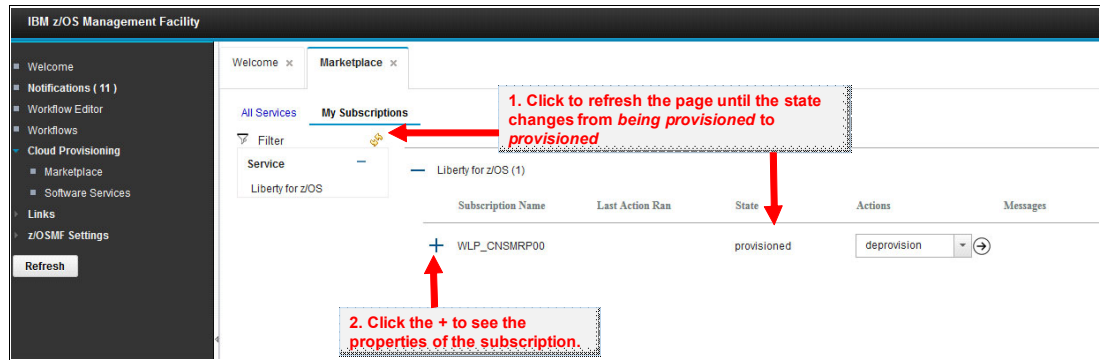 IBM z/OS Management Facility
Welcome
Notifications ( 11 )
Workflow Editor
Workflows
Cloud Provisioning
Marketplace
Software Services
Links
z/OSMF Settings
Refresh
Welcome ×
Marketplace ×
All Services
My Subscriptions
Filter
Service
Liberty for z/OS
1. Click to refresh the page until the state
changes from being provisioned to
provisioned
Liberty for z/OS (1)
Subscription Name Last Action Ran State Actions Messages
WLP_CNSMRP00 provisioned deprovision
2. Click the + to see the
properties of the subscription.